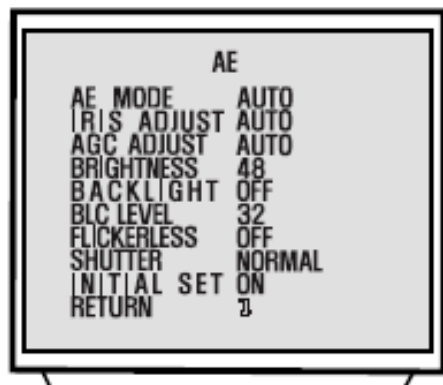 AE
AE MODE AUTO
IRIS ADJUST AUTO
AGC ADJUST AUTO
BRIGHTNESS 48
BACKLIGHT OFF
BLC LEVEL 32
FLICKERLESS OFF
SHUTTER NORMAL
INITIAL SET ON
RETURN ↵